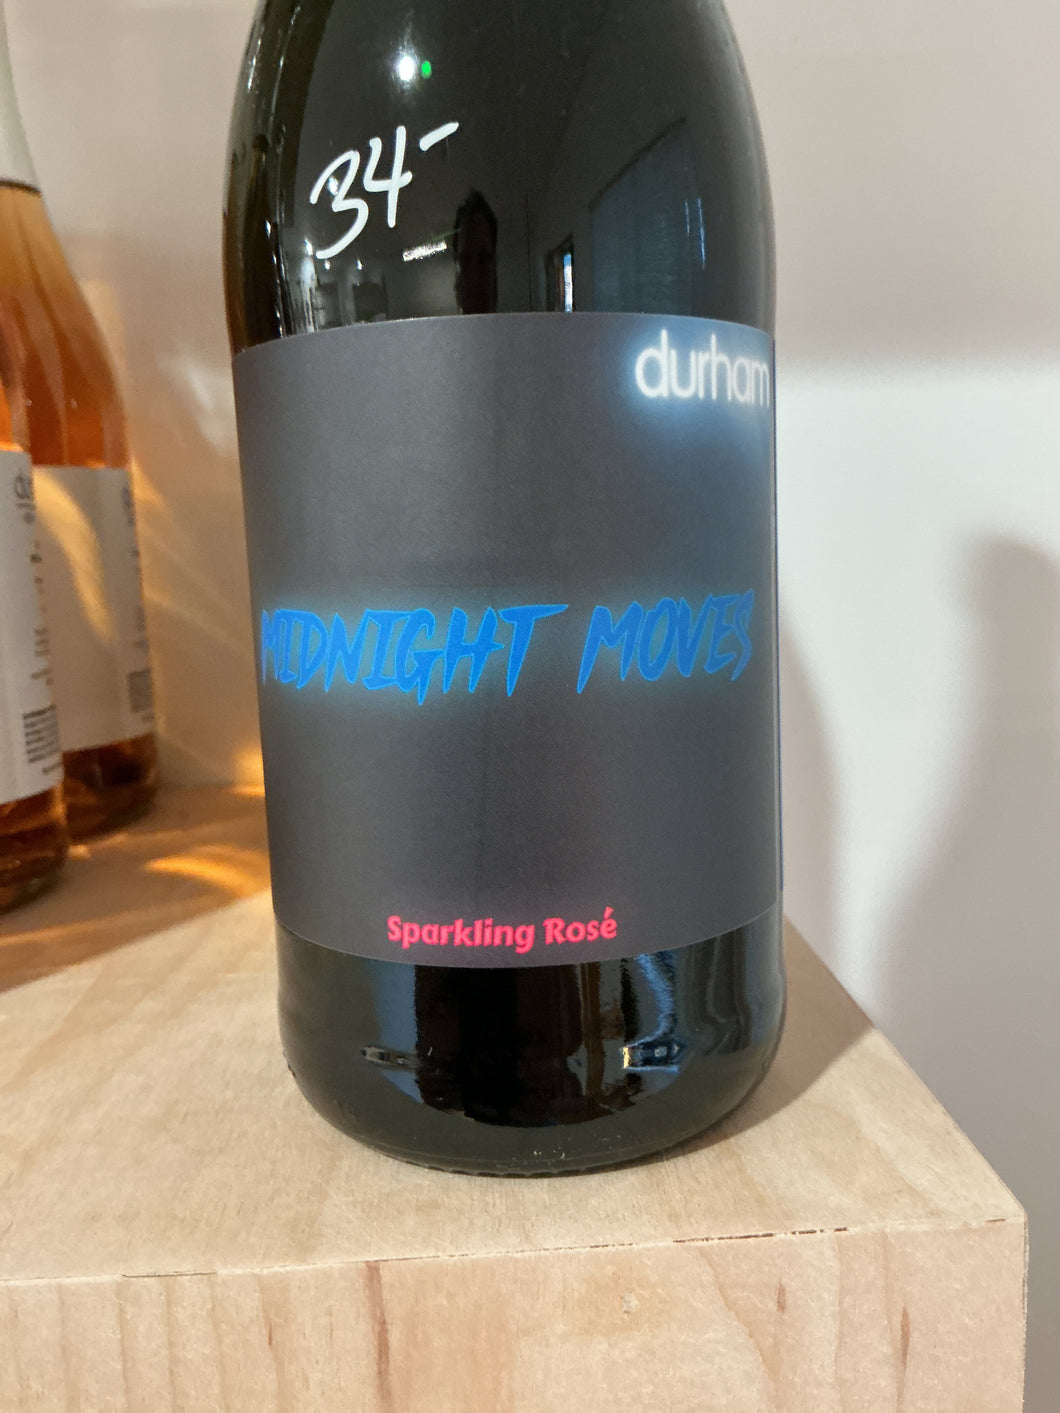 34-
durham
MIDNIGHT MOVES
Sparkling Rosé